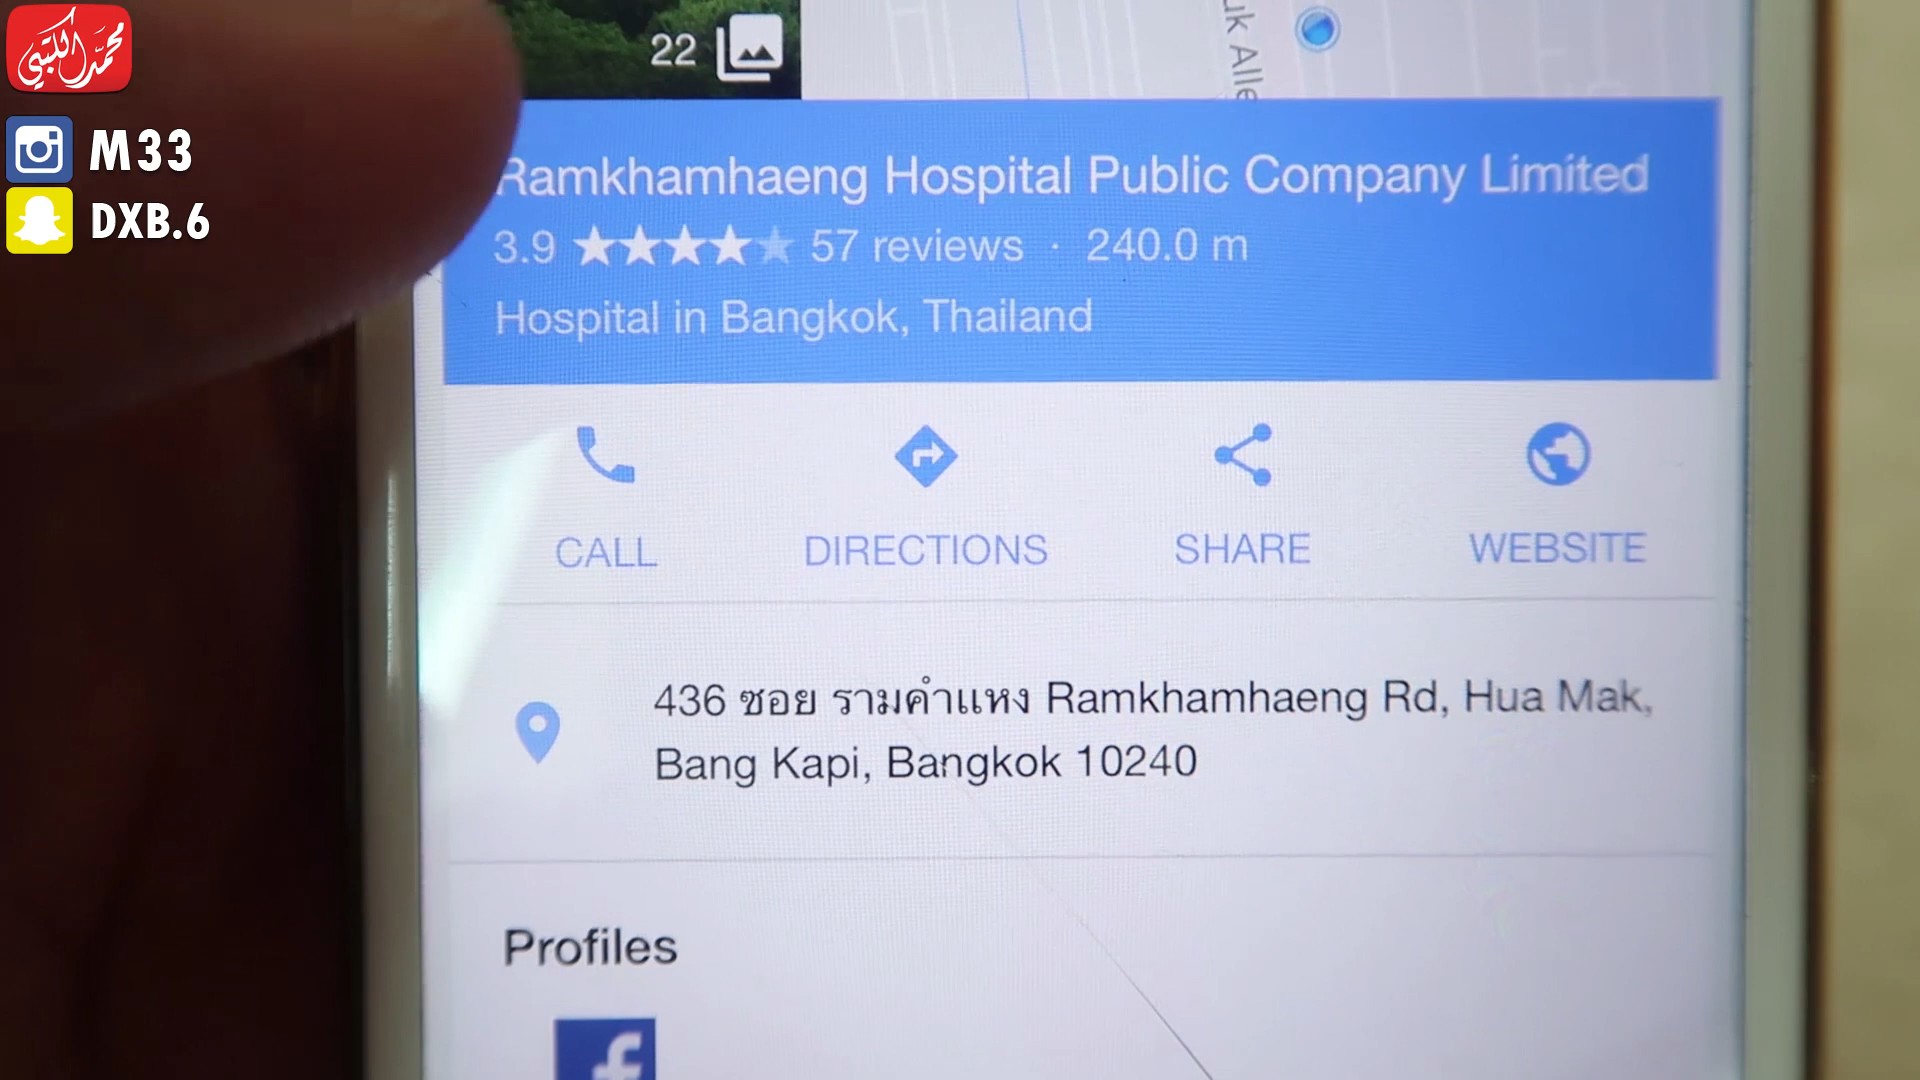 محمد الكتبي
M33
DXB.6
22
uk Alle
Ramkhamhaeng Hospital Public Company Limited
3.9 ★★★★★ 57 reviews · 240.0 m
Hospital in Bangkok, Thailand
CALL DIRECTIONS SHARE WEBSITE
436 ซอย รามคำแหง Ramkhamhaeng Rd, Hua Mak,
Bang Kapi, Bangkok 10240
Profiles
f